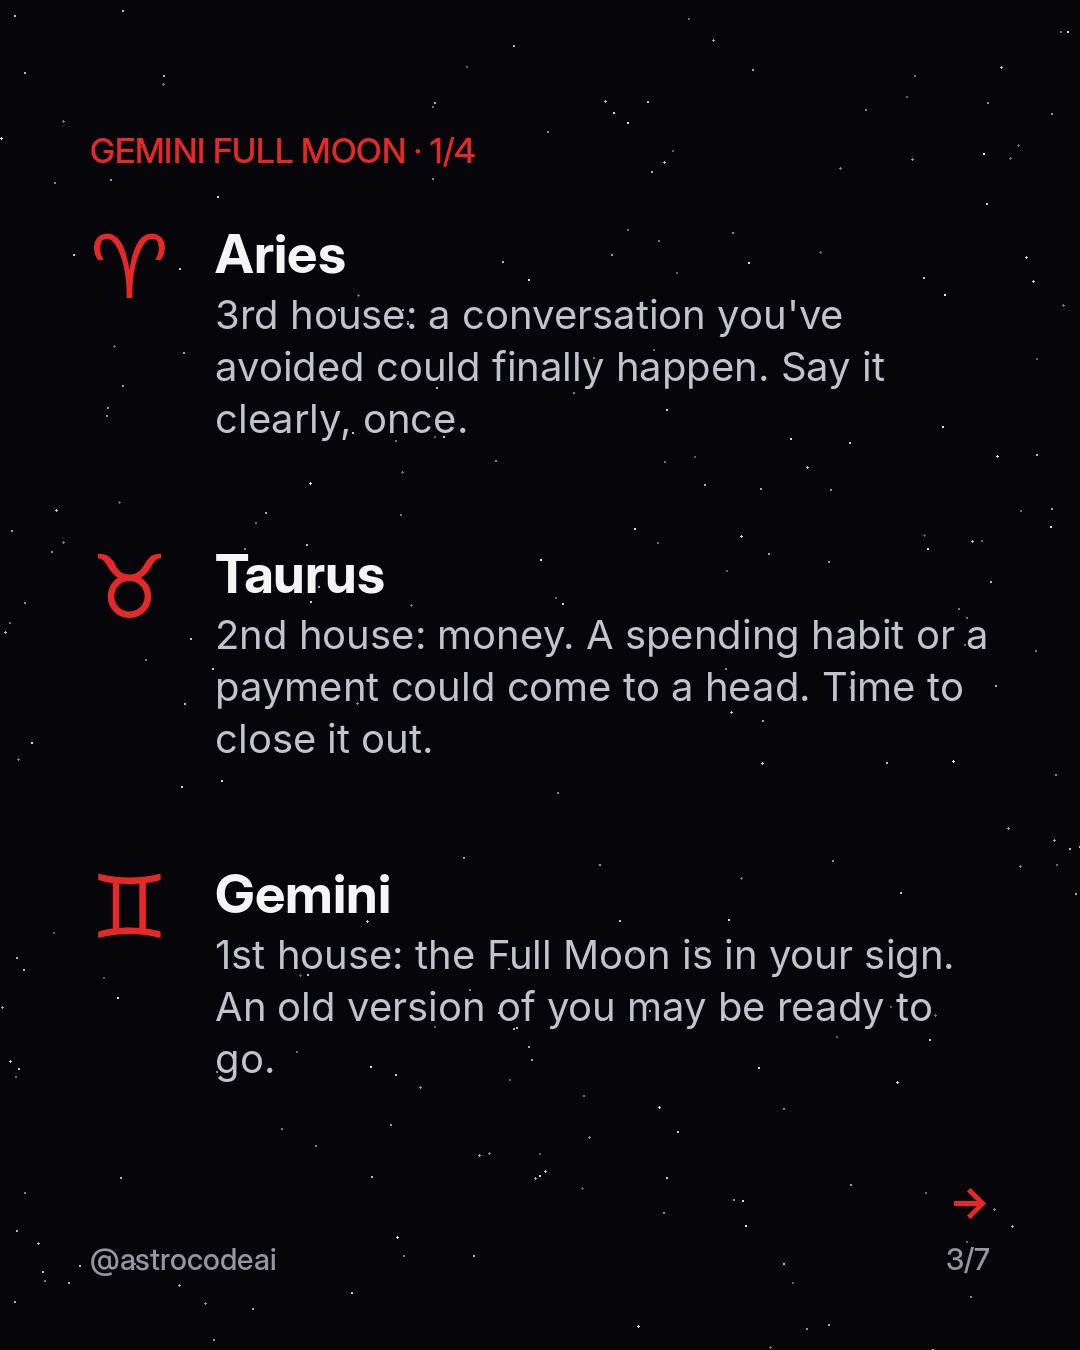 GEMINI FULL MOON · 1/4
♈ Aries
3rd house: a conversation you've
avoided could finally happen. Say it
clearly, once.
♉ Taurus
2nd house: money. A spending habit or a
payment could come to a head. Time to
close it out.
♊ Gemini
1st house: the Full Moon is in your sign.
An old version of you may be ready to
go.
→
@astrocodeai
3/7